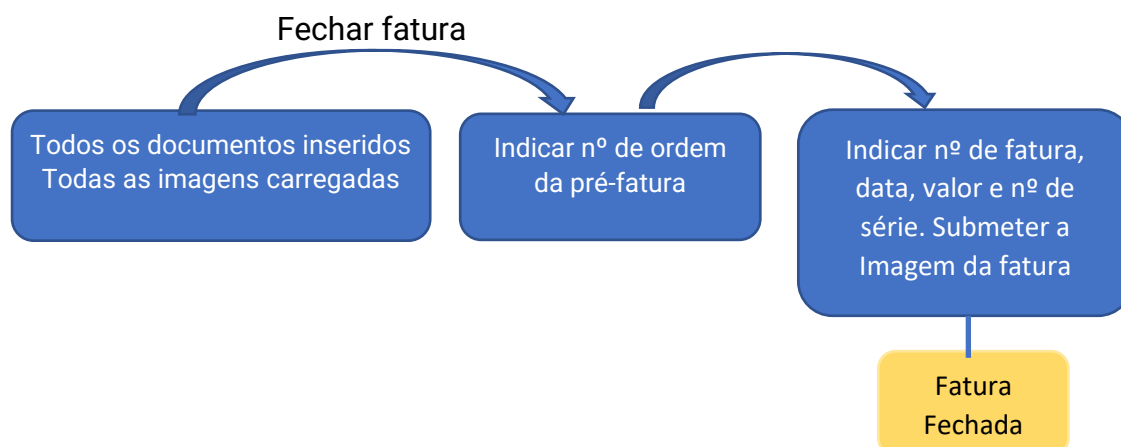 Fechar fatura
Todos os documentos inseridos
Todas as imagens carregadas
Indicar nº de ordem
da pré-fatura
Indicar nº de fatura,
data, valor e nº de
série. Submeter a
Imagem da fatura
Fatura
Fechada